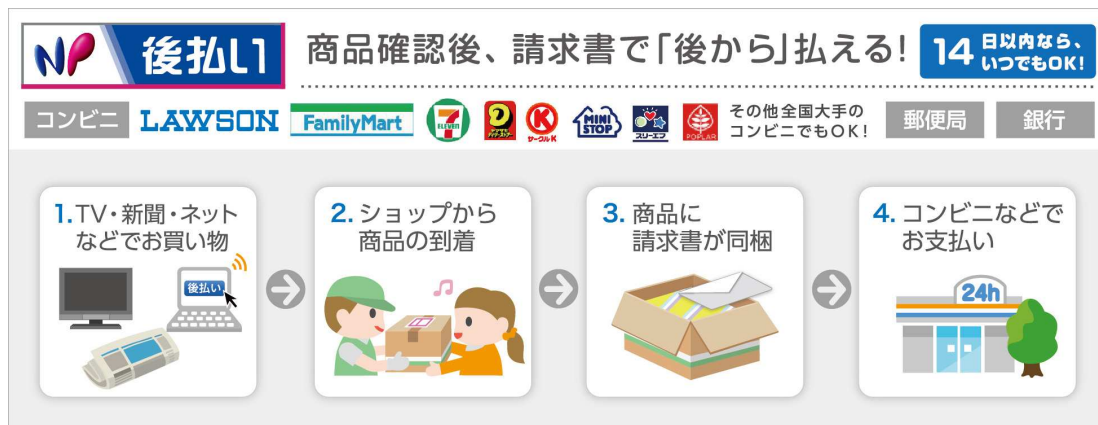 NP 後払い
商品確認後、請求書で「後から」払える!
14 日以内なら、
いつでもOK!
コンビニ
LAWSON
FamilyMart
7
ELEVEN
サークルK
MINI
STOP
スリーエフ
POPLAR
その他全国大手の
コンビニでもOK!
郵便局
銀行
1.TV・新聞・ネット
などでお買い物
後払い
2. ショップから
商品の到着
3. 商品に
請求書が同梱
4. コンビニなどで
お支払い
24h